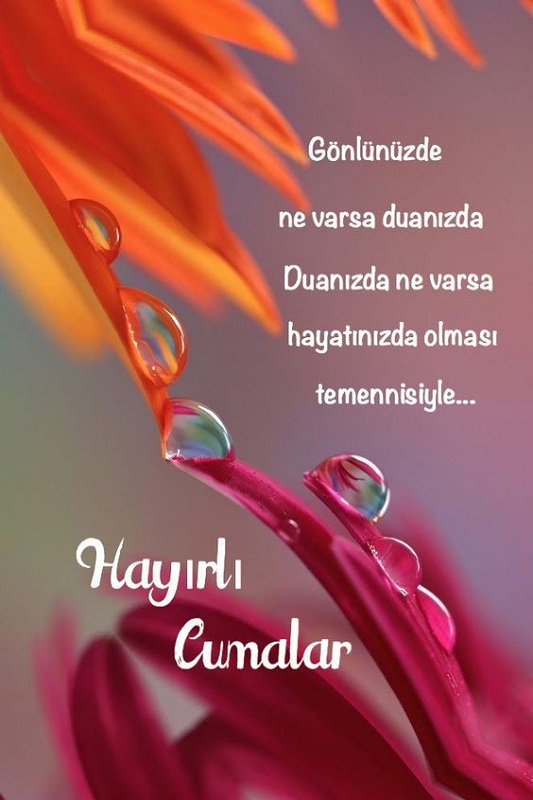 Gönlünüzde
ne varsa duanızda
Duanızda ne varsa
hayatınızda olması
temennisiyle...
Hayırlı
Cumalar